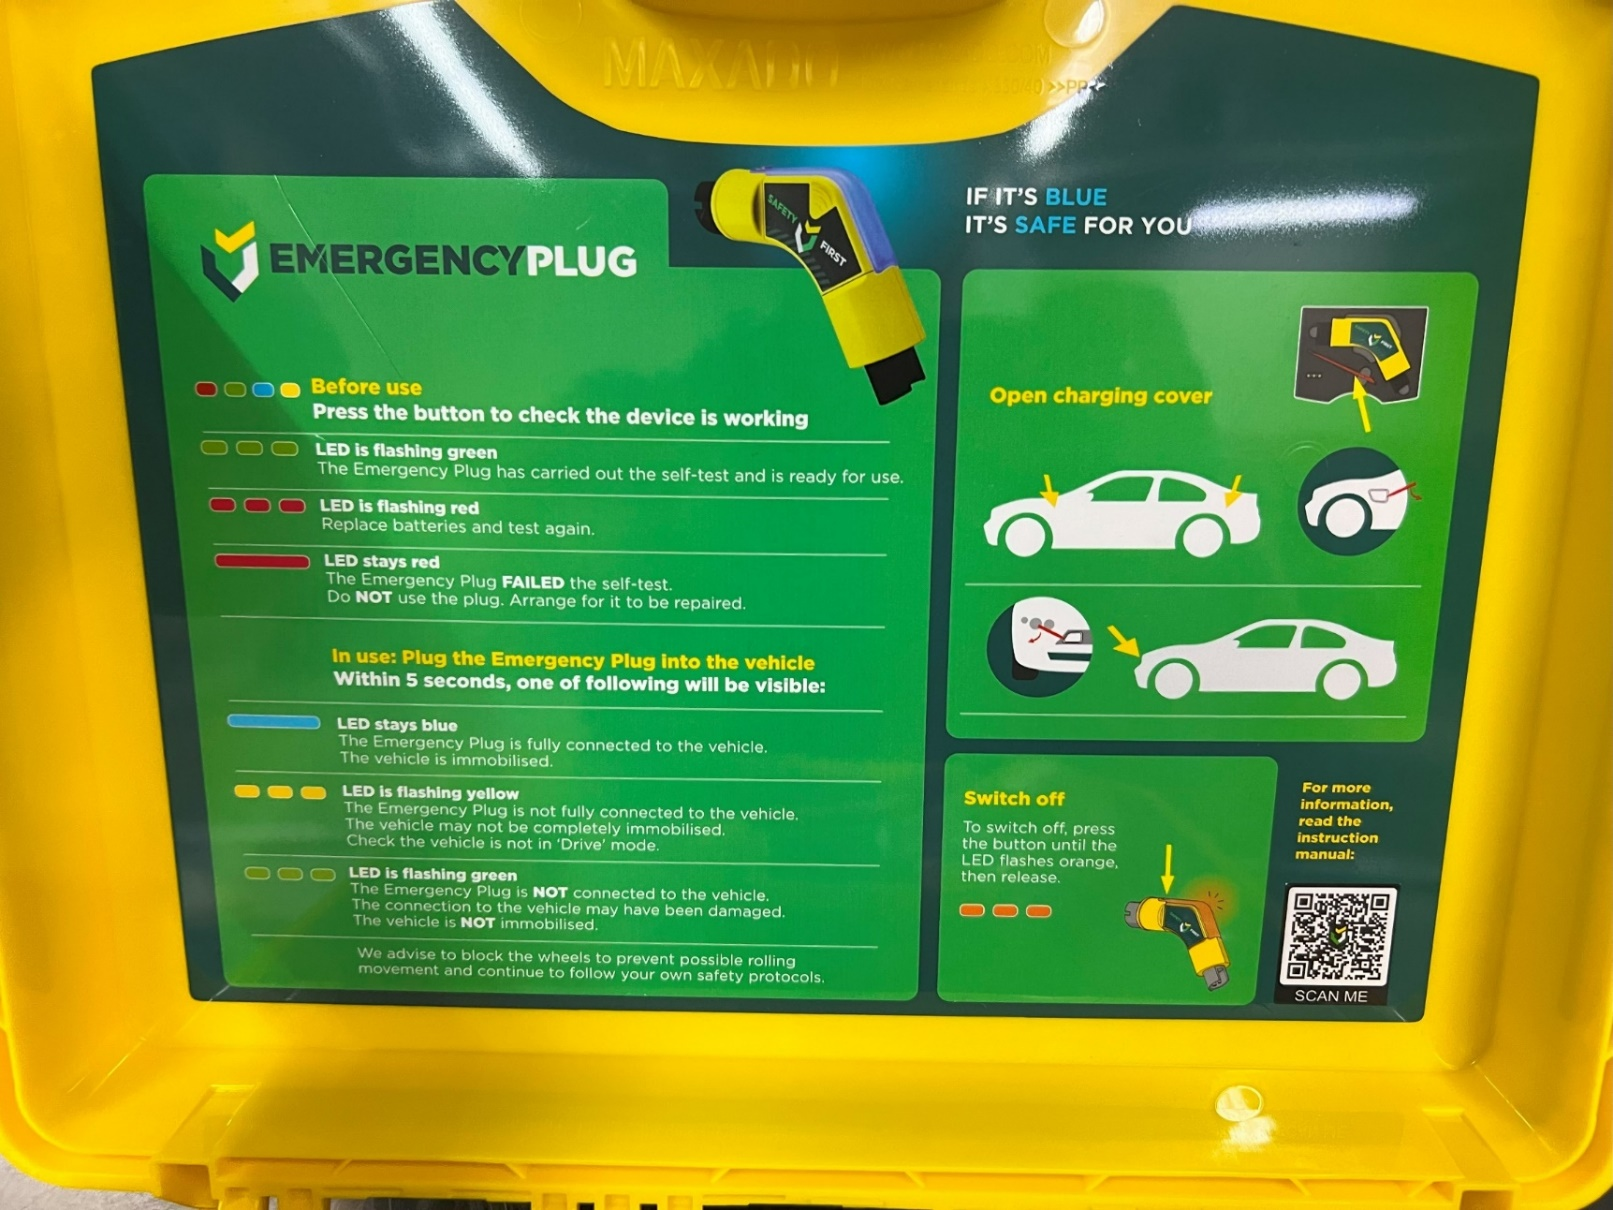 MAXADO
>>PP<<
EMERGENCYPLUG
SAFETY
FIRST
IF IT'S BLUE
IT'S SAFE FOR YOU
Before use
Press the button to check the device is working
LED is flashing green
The Emergency Plug has carried out the self-test and is ready for use.
LED is flashing red
Replace batteries and test again.
LED stays red
The Emergency Plug FAILED the self-test.
Do NOT use the plug. Arrange for it to be repaired.
In use: Plug the Emergency Plug into the vehicle
Within 5 seconds, one of following will be visible:
LED stays blue
The Emergency Plug is fully connected to the vehicle.
The vehicle is immobilised.
LED is flashing yellow
The Emergency Plug is not fully connected to the vehicle.
The vehicle may not be completely immobilised.
Check the vehicle is not in 'Drive' mode.
LED is flashing green
The Emergency Plug is NOT connected to the vehicle.
The connection to the vehicle may have been damaged.
The vehicle is NOT immobilised.
We advise to block the wheels to prevent possible rolling
movement and continue to follow your own safety protocols.
Open charging cover
Switch off
To switch off, press
the button until the
LED flashes orange,
then release.
For more
information,
read the
instruction
manual:
SCAN ME